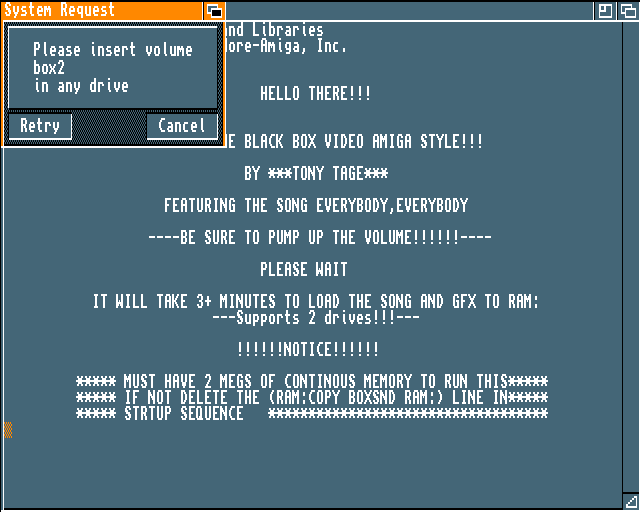 System Request
Please insert volume
box2
in any drive
Retry
Cancel
and Libraries
Amiga, Inc.
HELLO THERE!!!
BLACK BOX VIDEO AMIGA STYLE!!!
BY ***TONY TAGE***
FEATURING THE SONG EVERYBODY,EVERYBODY
----BE SURE TO PUMP UP THE VOLUME!!!!!!----
PLEASE WAIT
IT WILL TAKE 3+ MINUTES TO LOAD THE SONG AND GFX TO RAM:
---Supports 2 drives!!!---
!!!!!!NOTICE!!!!!!
***** MUST HAVE 2 MEGS OF CONTINOUS MEMORY TO RUN THIS*****
***** IF NOT DELETE THE (RAM:COPY BOXSND RAM:) LINE IN*****
***** STRTUP SEQUENCE   ***********************************